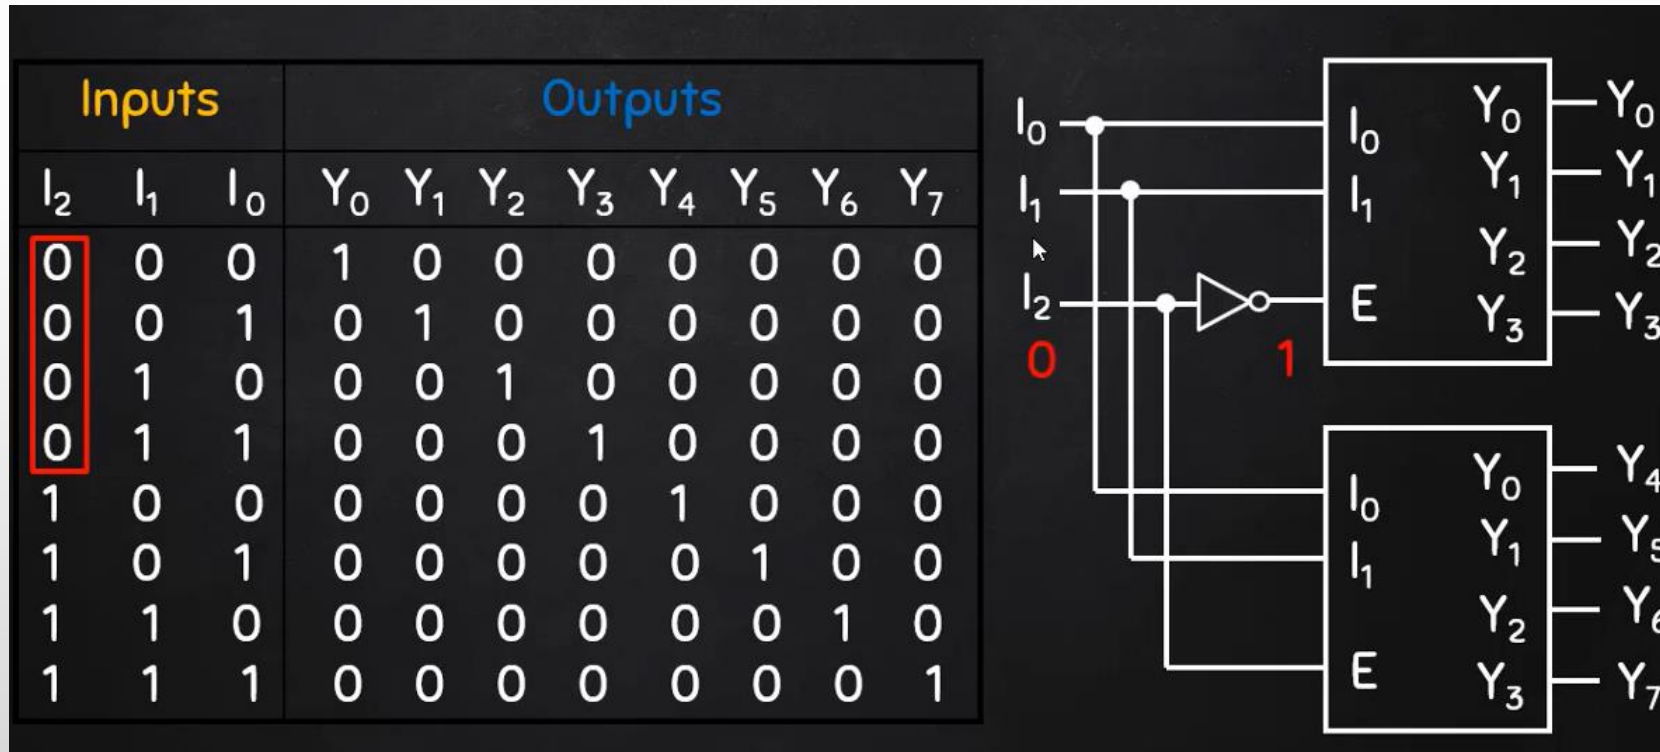 Inputs Outputs
I₂ I₁ I₀ Y₀ Y₁ Y₂ Y₃ Y₄ Y₅ Y₆ Y₇
0 0 0 1 0 0 0 0 0 0 0
0 0 1 0 1 0 0 0 0 0 0
0 1 0 0 0 1 0 0 0 0 0
0 1 1 0 0 0 1 0 0 0 0
1 0 0 0 0 0 0 1 0 0 0
1 0 1 0 0 0 0 0 1 0 0
1 1 0 0 0 0 0 0 0 1 0
1 1 1 0 0 0 0 0 0 0 1
I₀
I₁
I₂
0 1
I₀
I₁
E
Y₀ Y₀
Y₁ Y₁
Y₂ Y₂
Y₃ Y₃
I₀
I₁
E
Y₀ Y₄
Y₁ Y₅
Y₂ Y₆
Y₃ Y₇